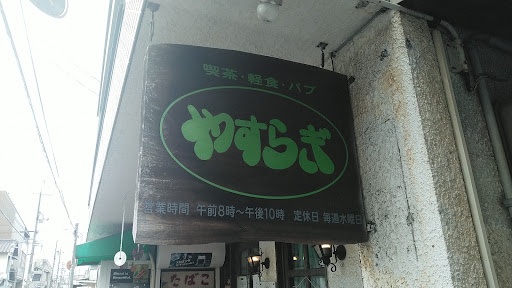 喫茶・軽食・パブ
やすらぎ
営業時間 午前8時〜午後10時 定休日 毎週水曜日
たばこ